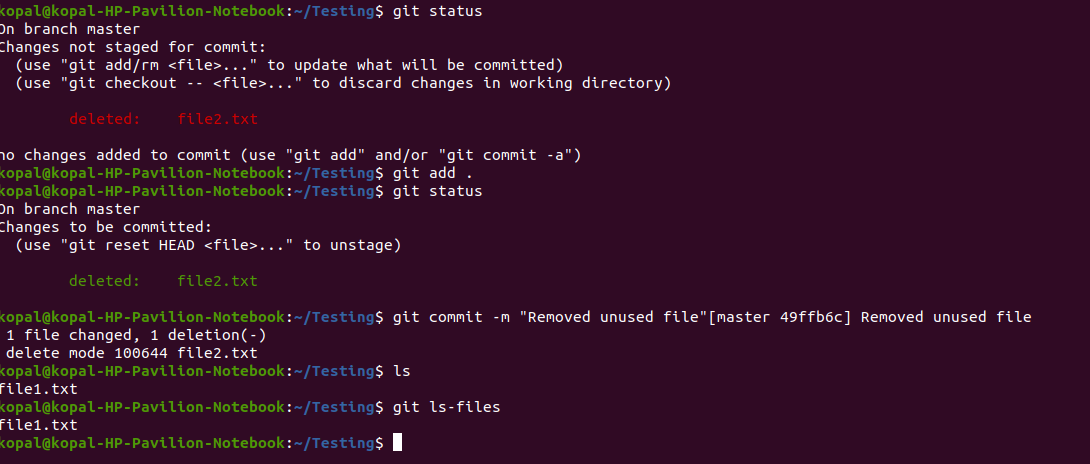 kopal@kopal-HP-Pavilion-Notebook:~/Testing$ git status
On branch master
Changes not staged for commit:
  (use "git add/rm <file>..." to update what will be committed)
  (use "git checkout -- <file>..." to discard changes in working directory)
        deleted:    file2.txt
no changes added to commit (use "git add" and/or "git commit -a")
kopal@kopal-HP-Pavilion-Notebook:~/Testing$ git add .
kopal@kopal-HP-Pavilion-Notebook:~/Testing$ git status
On branch master
Changes to be committed:
  (use "git reset HEAD <file>..." to unstage)
        deleted:    file2.txt
kopal@kopal-HP-Pavilion-Notebook:~/Testing$ git commit -m "Removed unused file"[master 49ffb6c] Removed unused file
 1 file changed, 1 deletion(-)
 delete mode 100644 file2.txt
kopal@kopal-HP-Pavilion-Notebook:~/Testing$ ls
file1.txt
kopal@kopal-HP-Pavilion-Notebook:~/Testing$ git ls-files
file1.txt
kopal@kopal-HP-Pavilion-Notebook:~/Testing$